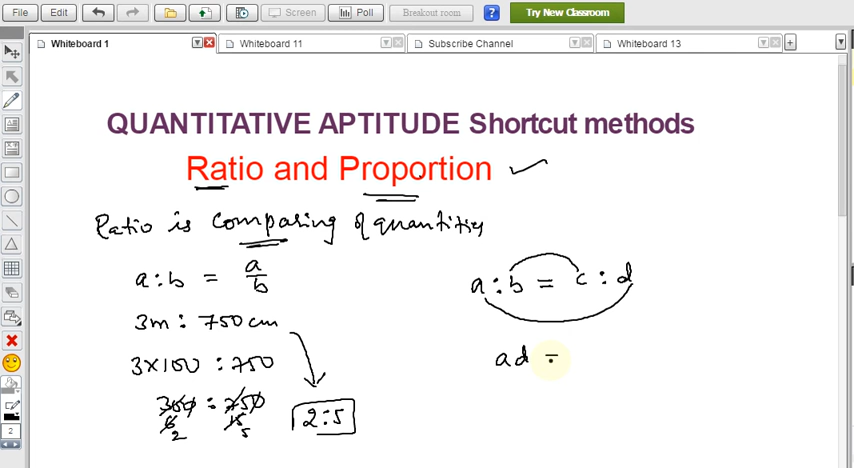 File Edit Screen Poll Breakout room ? Try New Classroom
Whiteboard 1 Whiteboard 11 Subscribe Channel Whiteboard 13 +
QUANTITATIVE APTITUDE Shortcut methods
Ratio and Proportion
Ratio is comparing of quantities
a : b = a/b
3m : 750 cm
3×100 : 750
300 : 750
6 15
2 5
2:5
a : b = c : d
ad =
2